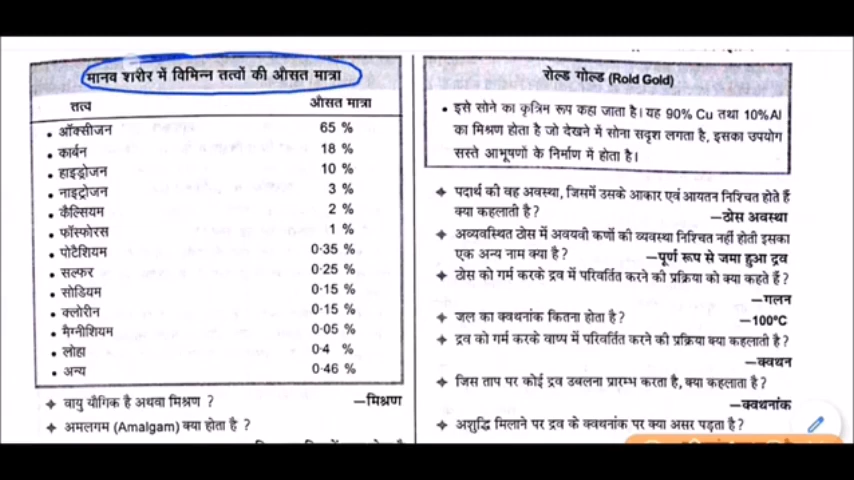 मानव शरीर में विभिन्न तत्वों की औसत मात्रा
तत्व औसत मात्रा
• ऑक्सीजन 65 %
• कार्बन 18 %
• हाइड्रोजन 10 %
• नाइट्रोजन 3 %
• कैल्सियम 2 %
• फॉस्फोरस 1 %
• पोटैशियम 0·35 %
• सल्फर 0·25 %
• सोडियम 0·15 %
• क्लोरीन 0·15 %
• मैग्नीशियम 0·05 %
• लोहा 0·4 %
• अन्य 0·46 %
✦ वायु यौगिक है अथवा मिश्रण ? –मिश्रण
✦ अमलगम (Amalgam) क्या होता है ?
रोल्ड गोल्ड (Rold Gold)
• इसे सोने का कृत्रिम रूप कहा जाता है। यह 90% Cu तथा 10%Al
का मिश्रण होता है जो देखने में सोना सदृश लगता है, इसका उपयोग
सस्ते आभूषणों के निर्माण में होता है।
✦ पदार्थ की वह अवस्था, जिसमें उसके आकार एवं आयतन निश्चित होते हैं
क्या कहलाती है ? –ठोस अवस्था
✦ अव्यवस्थित ठोस में अवयवी कणों की व्यवस्था निश्चित नहीं होती इसका
एक अन्य नाम क्या है ? –पूर्ण रूप से जमा हुआ द्रव
✦ ठोस को गर्म करके द्रव में परिवर्तित करने की प्रक्रिया को क्या कहते हैं ?
–गलन
✦ जल का क्वथनांक कितना होता है ? –100°C
✦ द्रव को गर्म करके वाष्प में परिवर्तित करने की प्रक्रिया क्या कहलाती है ?
–क्वथन
✦ जिस ताप पर कोई द्रव उबलना प्रारम्भ करता है, क्या कहलाता है ?
–क्वथनांक
✦ अशुद्धि मिलाने पर द्रव के क्वथनांक पर क्या असर पड़ता है ?